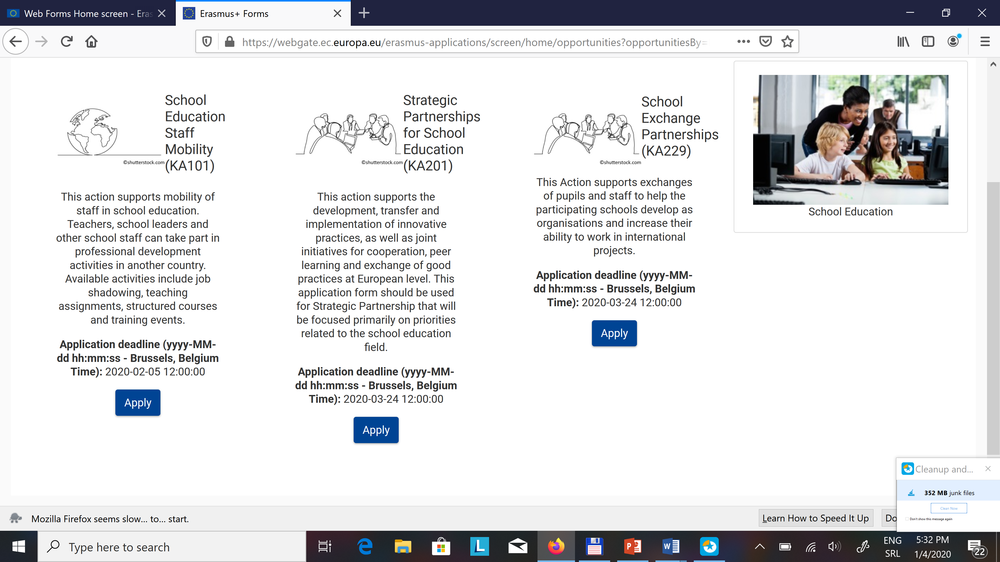 Web Forms Home screen - Eras
Erasmus+ Forms
https://webgate.ec.europa.eu/erasmus-applications/screen/home/opportunities?opportunitiesBy=
School
Education
Staff
Mobility
(KA101)
©shutterstock.com
This action supports mobility of
staff in school education.
Teachers, school leaders and
other school staff can take part in
professional development
activities in another country.
Available activities include job
shadowing, teaching
assignments, structured courses
and training events.
Application deadline (yyyy-MM-
dd hh:mm:ss - Brussels, Belgium
Time): 2020-02-05 12:00:00
Apply
Strategic
Partnerships
for School
Education
(KA201)
©shutterstock.com
This action supports the
development, transfer and
implementation of innovative
practices, as well as joint
initiatives for cooperation, peer
learning and exchange of good
practices at European level. This
application form should be used
for Strategic Partnership that will
be focused primarily on priorities
related to the school education
field.
Application deadline (yyyy-MM-
dd hh:mm:ss - Brussels, Belgium
Time): 2020-03-24 12:00:00
Apply
School
Exchange
Partnerships
(KA229)
©shutterstock.com
This Action supports exchanges
of pupils and staff to help the
participating schools develop as
organisations and increase their
ability to work in international
projects.
Application deadline (yyyy-MM-
dd hh:mm:ss - Brussels, Belgium
Time): 2020-03-24 12:00:00
Apply
School Education
Cleanup and...
352 MB junk files
Clean Now
Don't show this message again
Mozilla Firefox seems slow... to... start.
Learn How to Speed It Up
Do
Type here to search
ENG
SRL
5:32 PM
1/4/2020
22